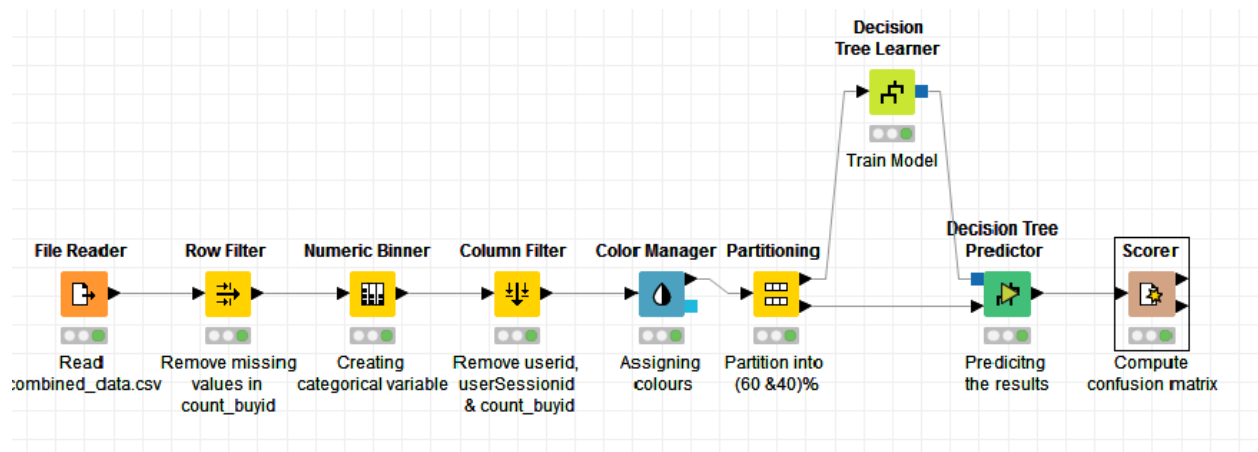 Decision
Tree Learner
Train Model
File Reader
Read
combined_data.csv
Row Filter
Remove missing
values in
count_buyid
Numeric Binner
Creating
categorical variable
Column Filter
Remove userid,
userSessionid
& count_buyid
Color Manager
Assigning
colours
Partitioning
Partition into
(60 &40)%
Decision Tree
Predictor
Predicitng
the results
Scorer
Compute
confusion matrix